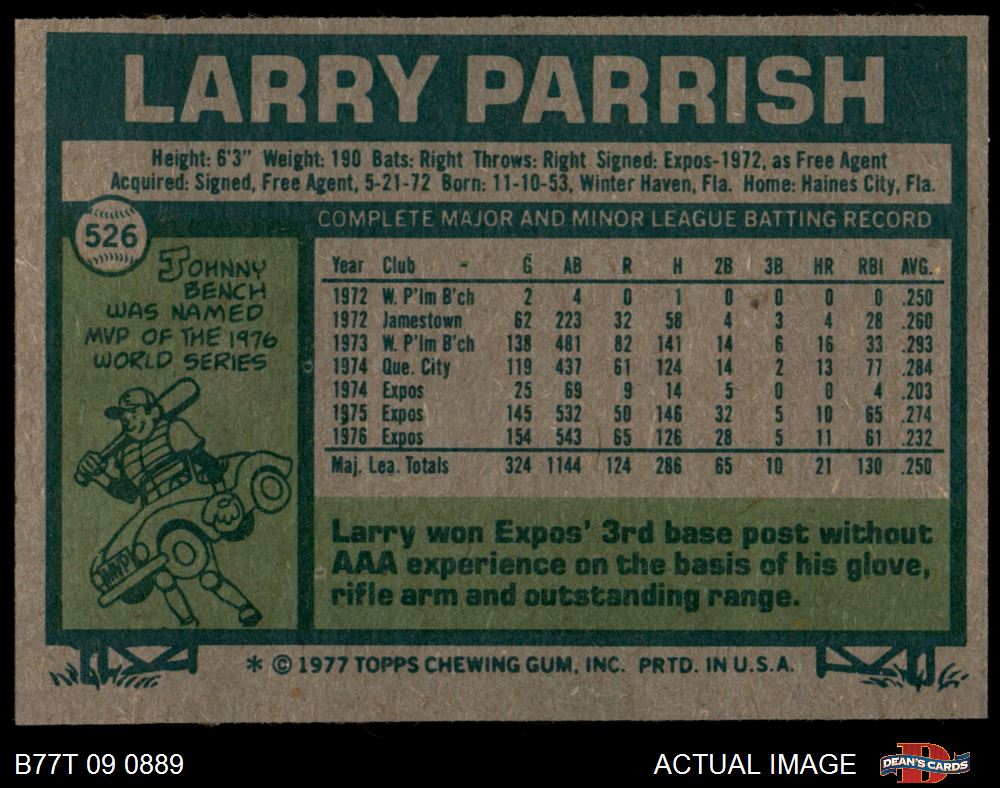 LARRY PARRISH
Height: 6'3" Weight: 190 Bats: Right Throws: Right Signed: Expos-1972, as Free Agent
Acquired: Signed, Free Agent, 5-21-72 Born: 11-10-53, Winter Haven, Fla. Home: Haines City, Fla.
526
JOHNNY
BENCH
WAS NAMED
MVP OF THE 1976
WORLD SERIES
MVP
COMPLETE MAJOR AND MINOR LEAGUE BATTING RECORD
Year Club - G AB R H 2B 3B HR RBI AVG.
1972 W. P'lm B'ch 2 4 0 1 0 0 0 0 .250
1972 Jamestown 62 223 32 58 4 3 4 28 .260
1973 W. P'lm B'ch 138 481 82 141 14 6 16 33 .293
1974 Que. City 119 437 61 124 14 2 13 77 .284
1974 Expos 25 69 9 14 5 0 0 4 .203
1975 Expos 145 532 50 146 32 5 10 65 .274
1976 Expos 154 543 65 126 28 5 11 61 .232
Maj. Lea. Totals 324 1144 124 286 65 10 21 130 .250
Larry won Expos' 3rd base post without
AAA experience on the basis of his glove,
rifle arm and outstanding range.
* © 1977 TOPPS CHEWING GUM, INC. PRTD. IN U.S.A.
B77T 09 0889
ACTUAL IMAGE
D
DEAN'S CARDS